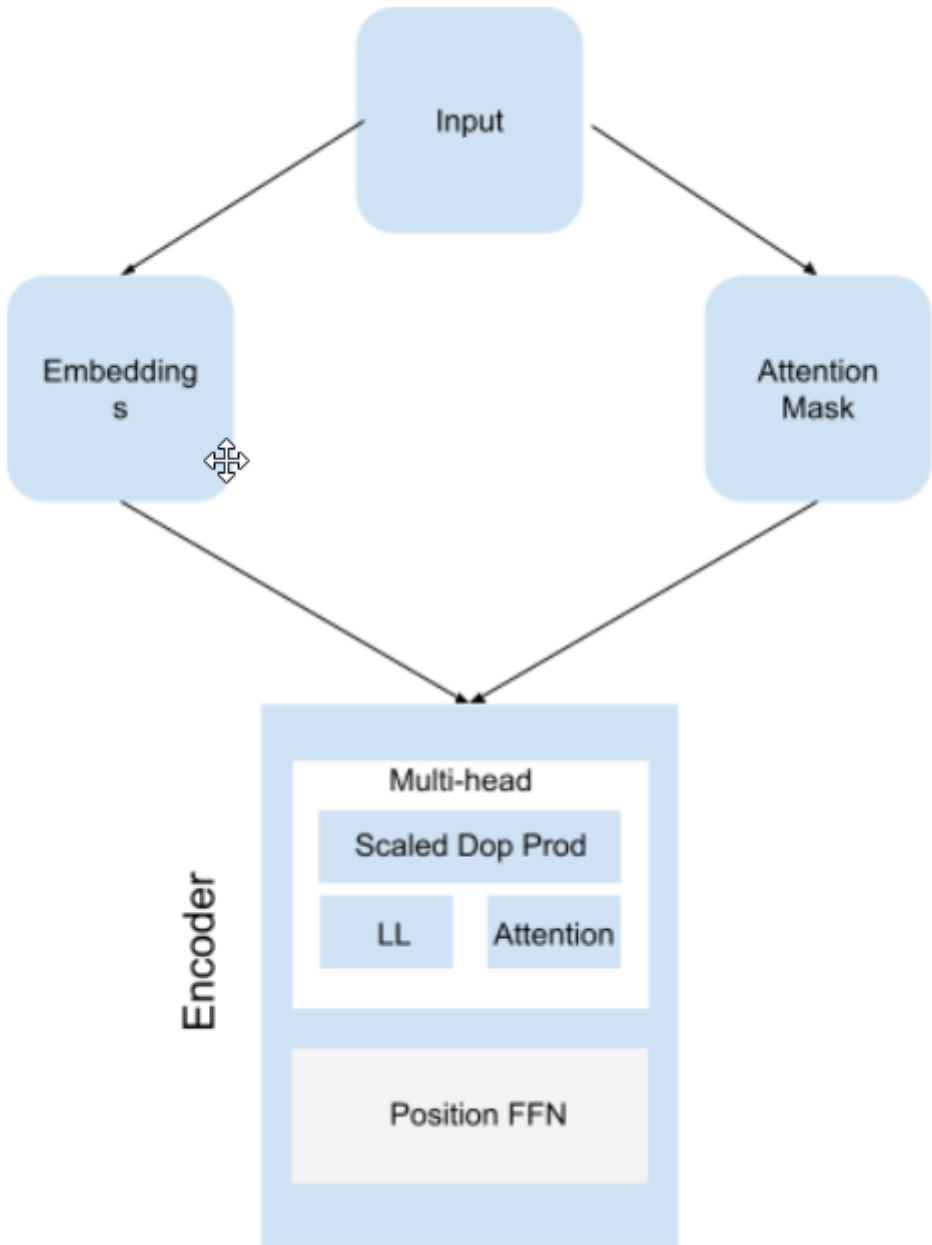 Input
Embedding
s
Attention
Mask
Encoder
Multi-head
Scaled Dop Prod
LL
Attention
Position FFN